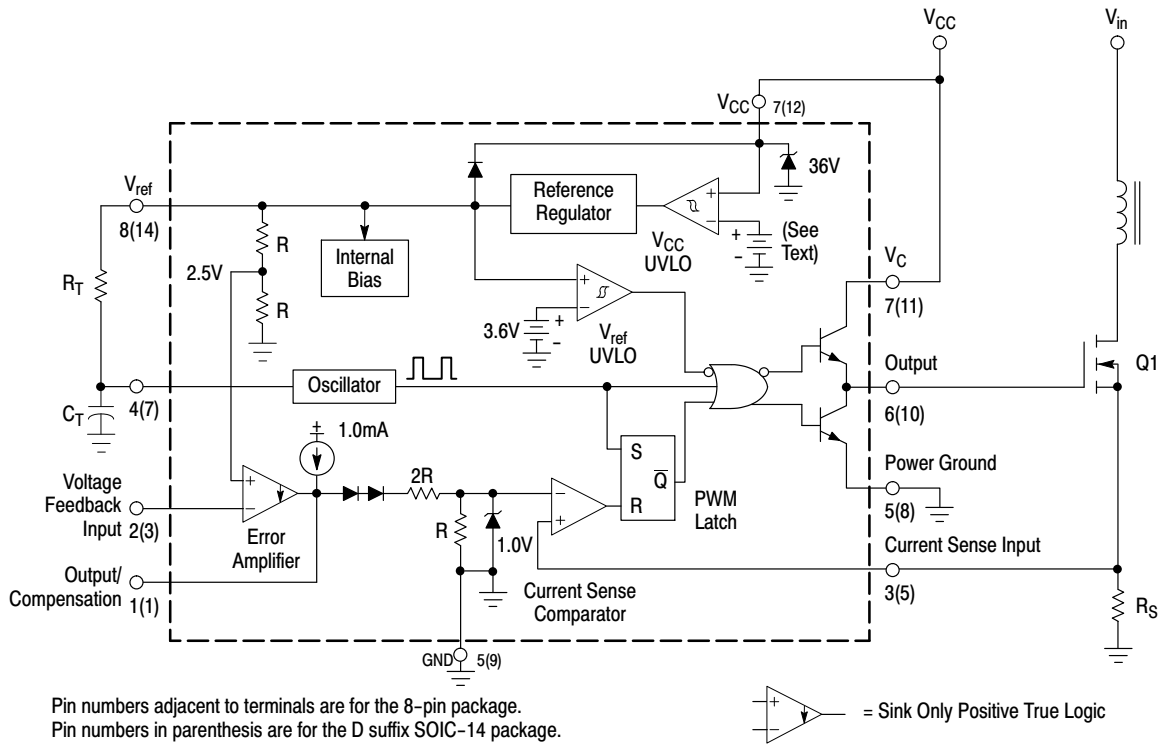 VCC
Vin
VCC 7(12)
36V
Vref
8(14)
Reference
Regulator
+
−
R
Internal
Bias
VCC
UVLO
+
−
(See
Text)
VC
7(11)
2.5V
RT
R
+
−
3.6V
+
−
Vref
UVLO
Output
6(10)
Q1
Oscillator
4(7)
CT
+
1.0mA
S
Q
R
PWM
Latch
Power Ground
5(8)
Voltage
Feedback
Input 2(3)
+
−
Error
Amplifier
2R
R
1.0V
−
+
Current Sense
Comparator
Current Sense Input
3(5)
Output/
Compensation 1(1)
RS
GND 5(9)
Pin numbers adjacent to terminals are for the 8−pin package.
Pin numbers in parenthesis are for the D suffix SOIC−14 package.
+
−
= Sink Only Positive True Logic